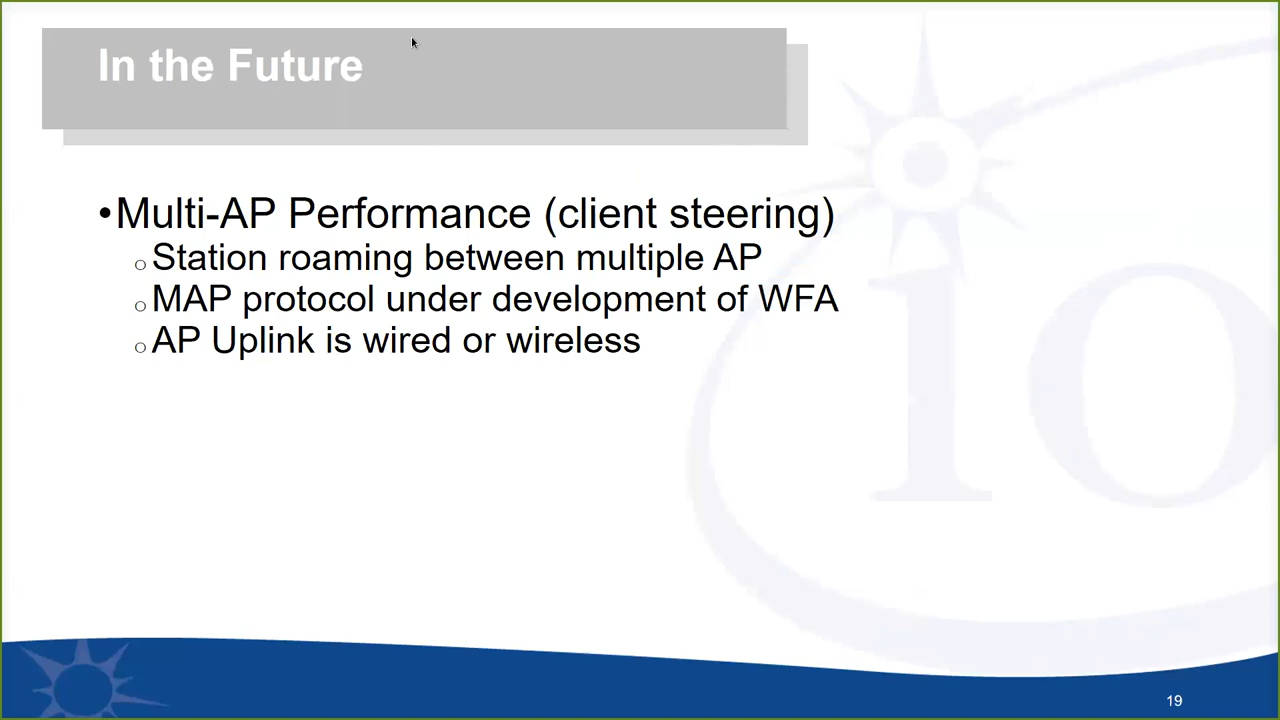 In the Future
•Multi-AP Performance (client steering)
o Station roaming between multiple AP
o MAP protocol under development of WFA
o AP Uplink is wired or wireless
io
19